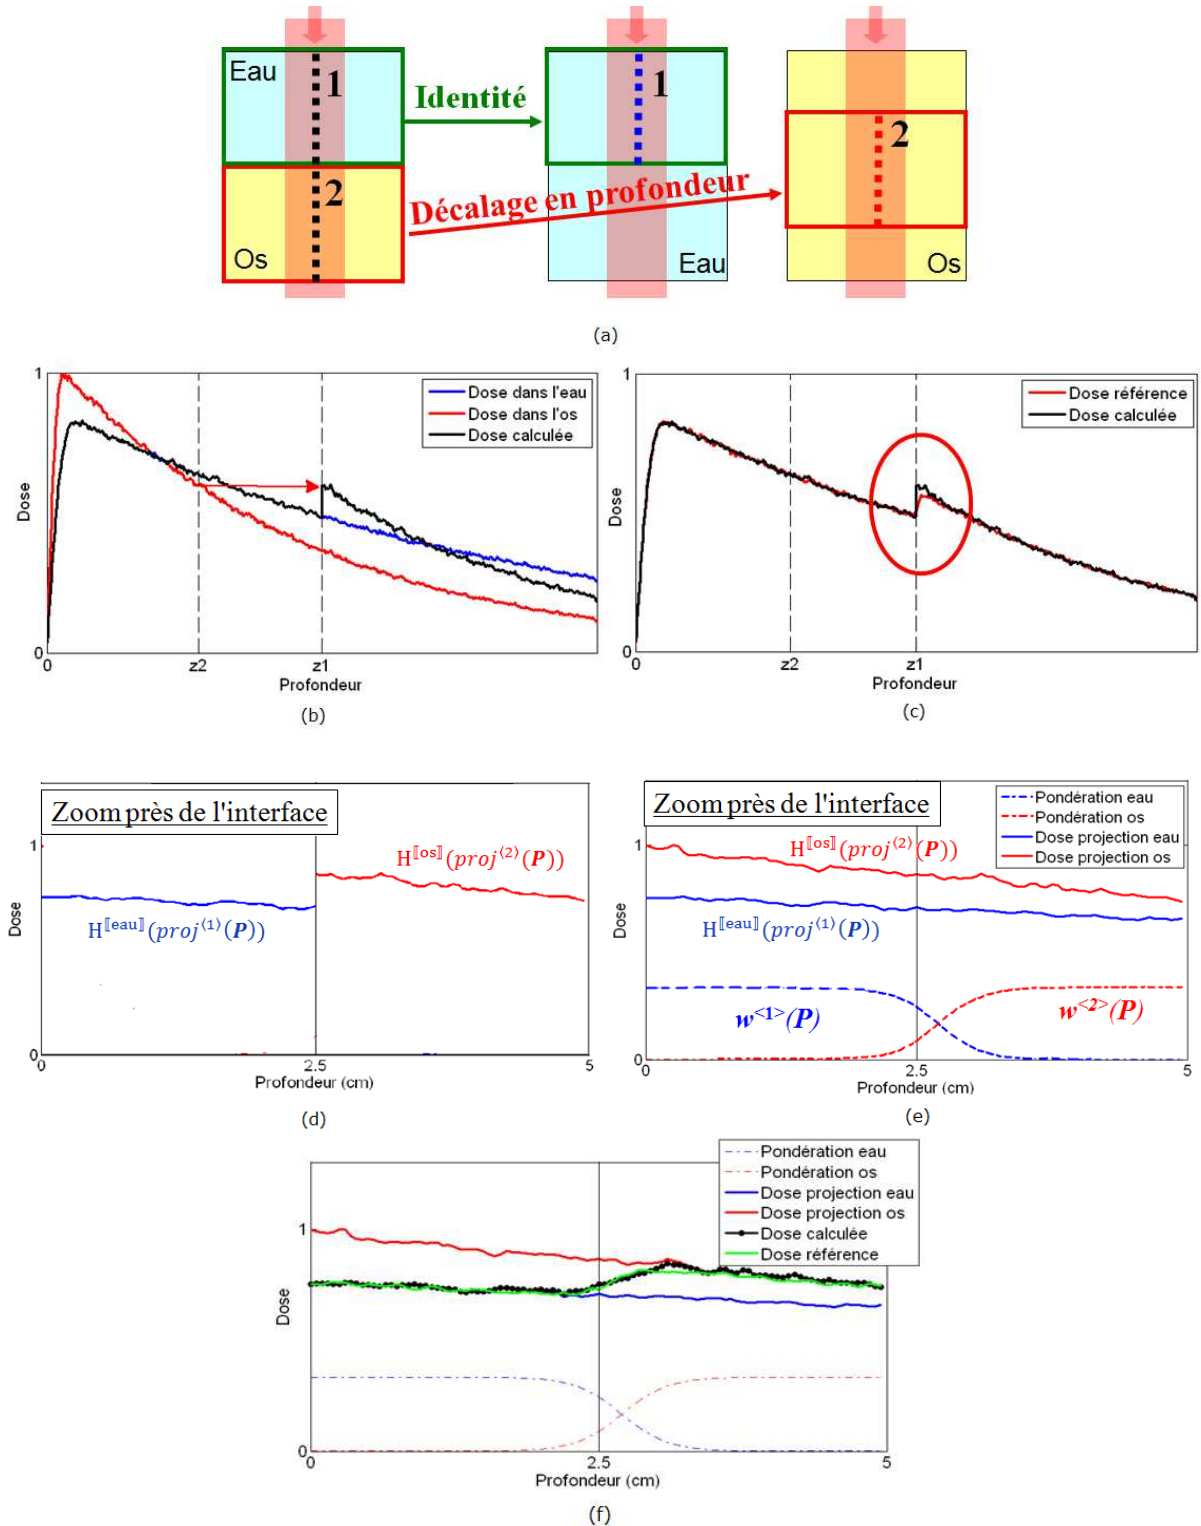 Eau
1
Identité
1
2
2
Décalage en profondeur
Os
Eau
Os
(a)
1
Dose dans l'eau
Dose dans l'os
Dose calculée
Dose
0
0
z2
z1
Profondeur
(b)
1
Dose référence
Dose calculée
Dose
0
0
z2
z1
Profondeur
(c)
Zoom près de l'interface
1
H⟦os⟧(proj⟨2⟩(P))
H⟦eau⟧(proj⟨1⟩(P))
Dose
0
0
2.5
5
Profondeur (cm)
(d)
Zoom près de l'interface
Pondération eau
Pondération os
Dose projection eau
Dose projection os
1
H⟦os⟧(proj⟨2⟩(P))
H⟦eau⟧(proj⟨1⟩(P))
Dose
w<1>(P)
w<2>(P)
0
0
2.5
5
Profondeur (cm)
(e)
Pondération eau
Pondération os
Dose projection eau
Dose projection os
Dose calculée
Dose référence
1
Dose
0
0
2.5
5
Profondeur (cm)
(f)